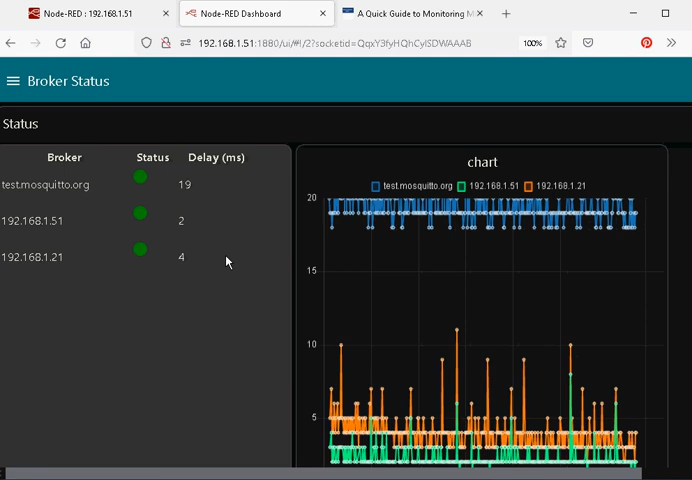 Node-RED : 192.168.1.51
Node-RED Dashboard
A Quick Guide to Monitoring M
192.168.1.51:1880/ui/#!/2?socketid=QqxY3fyHQhCyISDWAAAB
100%
Broker Status
Status
Broker Status Delay (ms)
test.mosquitto.org 19
192.168.1.51 2
192.168.1.21 4
chart
test.mosquitto.org 192.168.1.51 192.168.1.21
20
15
10
5